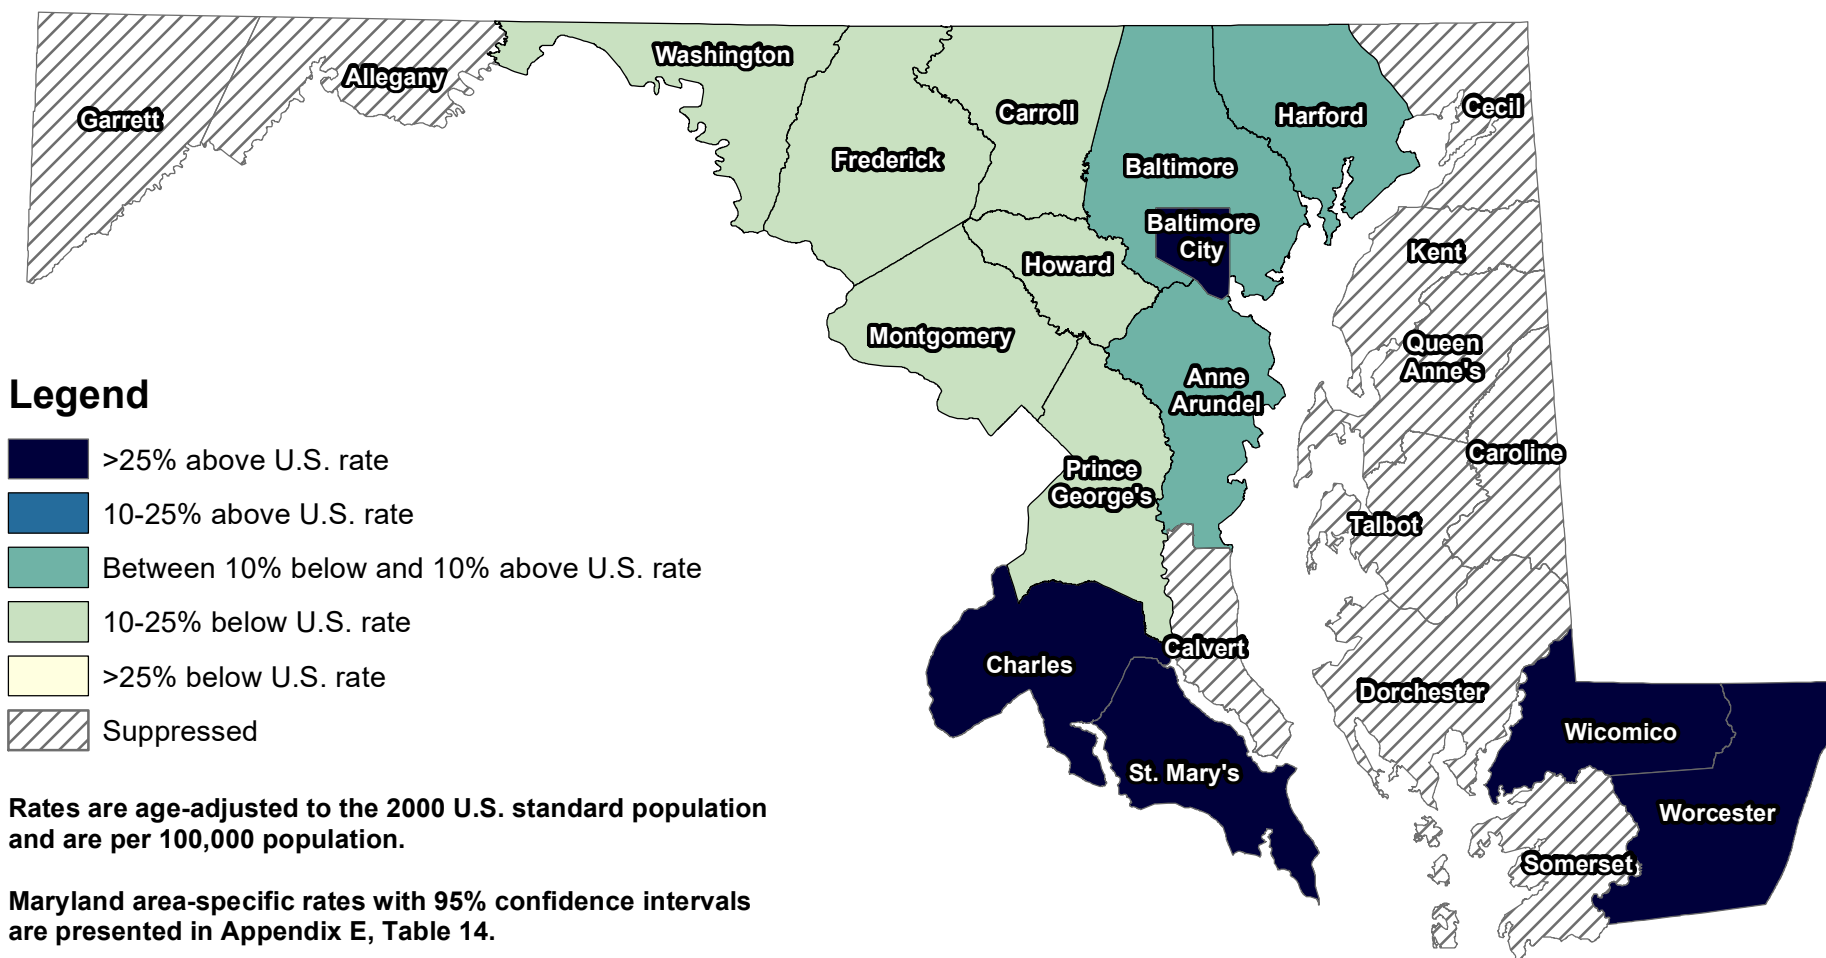 Washington
Allegany
Garrett
Carroll
Harford
Cecil
Frederick
Baltimore
Baltimore
City
Kent
Howard
Montgomery
Queen
Anne's
Anne
Arundel
Caroline
Prince
George's
Talbot
Calvert
Charles
Dorchester
Wicomico
St. Mary's
Worcester
Somerset
Legend
>25% above U.S. rate
10-25% above U.S. rate
Between 10% below and 10% above U.S. rate
10-25% below U.S. rate
>25% below U.S. rate
Suppressed
Rates are age-adjusted to the 2000 U.S. standard population
and are per 100,000 population.
Maryland area-specific rates with 95% confidence intervals
are presented in Appendix E, Table 14.